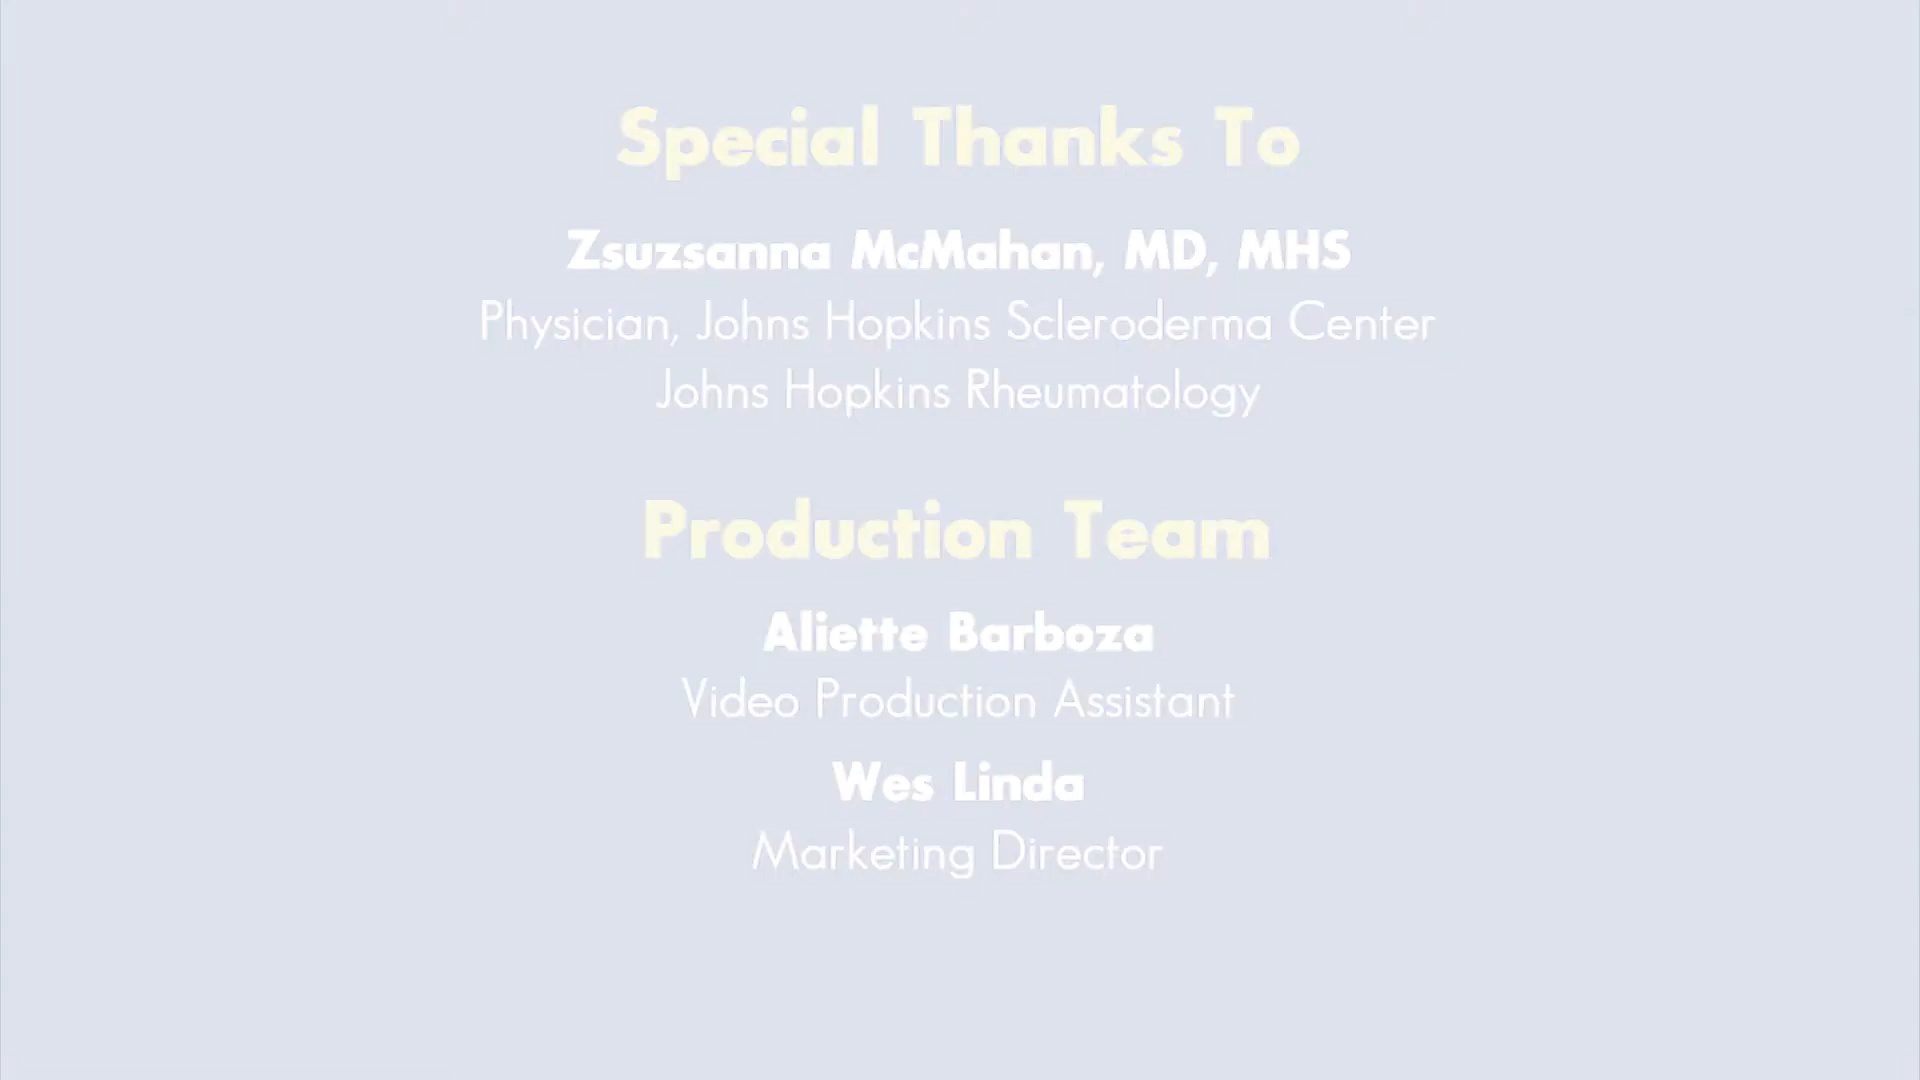 Special Thanks To
Zsuzsanna McMahan, MD, MHS
Physician, Johns Hopkins Scleroderma Center
Johns Hopkins Rheumatology
Production Team
Aliette Barboza
Video Production Assistant
Wes Linda
Marketing Director